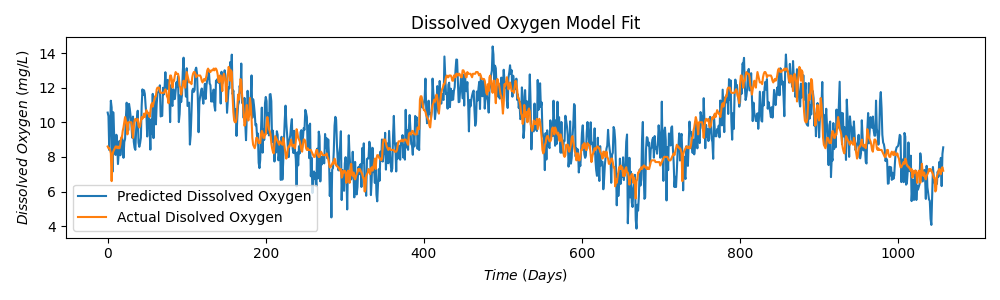 Dissolved Oxygen Model Fit
Dissolved Oxygen (mg/L)
14
12
10
8
6
4
Predicted Dissolved Oxygen
Actual Disolved Oxygen
0 200 400 600 800 1000
Time (Days)